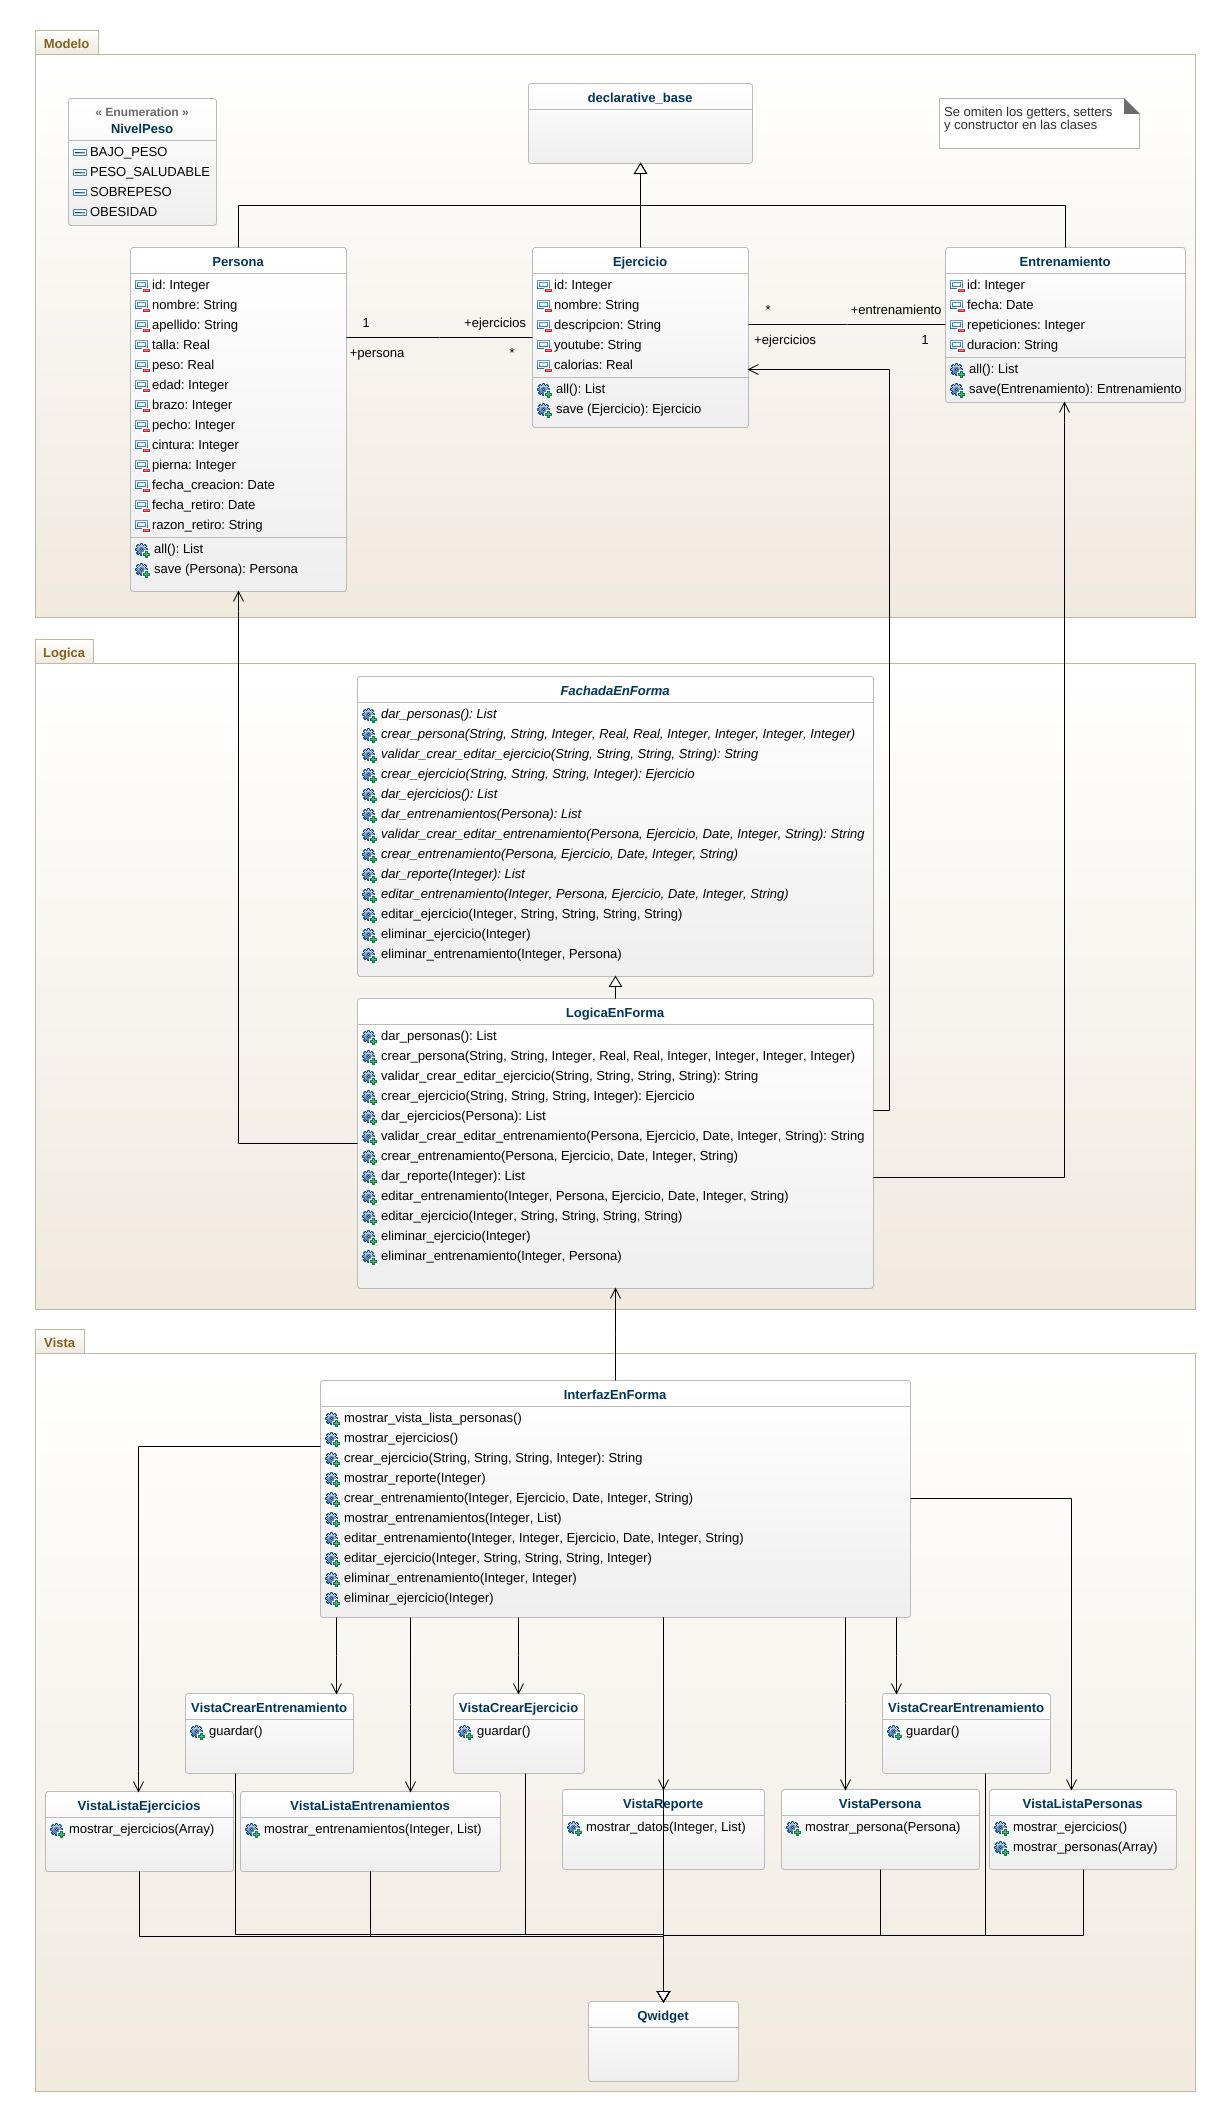 Modelo
« Enumeration »
NivelPeso
BAJO_PESO
PESO_SALUDABLE
SOBREPESO
OBESIDAD
declarative_base
Se omiten los getters, setters
y constructor en las clases
Persona
id: Integer
nombre: String
apellido: String
talla: Real
peso: Real
edad: Integer
brazo: Integer
pecho: Integer
cintura: Integer
pierna: Integer
fecha_creacion: Date
fecha_retiro: Date
razon_retiro: String
all(): List
save (Persona): Persona
1
+ejercicios
+persona
*
Ejercicio
id: Integer
nombre: String
descripcion: String
youtube: String
calorias: Real
all(): List
save (Ejercicio): Ejercicio
*
+entrenamiento
+ejercicios
1
Entrenamiento
id: Integer
fecha: Date
repeticiones: Integer
duracion: String
all(): List
save(Entrenamiento): Entrenamiento
Logica
FachadaEnForma
dar_personas(): List
crear_persona(String, String, Integer, Real, Real, Integer, Integer, Integer, Integer)
validar_crear_editar_ejercicio(String, String, String, String): String
crear_ejercicio(String, String, String, Integer): Ejercicio
dar_ejercicios(): List
dar_entrenamientos(Persona): List
validar_crear_editar_entrenamiento(Persona, Ejercicio, Date, Integer, String): String
crear_entrenamiento(Persona, Ejercicio, Date, Integer, String)
dar_reporte(Integer): List
editar_entrenamiento(Integer, Persona, Ejercicio, Date, Integer, String)
editar_ejercicio(Integer, String, String, String, String)
eliminar_ejercicio(Integer)
eliminar_entrenamiento(Integer, Persona)
LogicaEnForma
dar_personas(): List
crear_persona(String, String, Integer, Real, Real, Integer, Integer, Integer, Integer)
validar_crear_editar_ejercicio(String, String, String, String): String
crear_ejercicio(String, String, String, Integer): Ejercicio
dar_ejercicios(Persona): List
validar_crear_editar_entrenamiento(Persona, Ejercicio, Date, Integer, String): String
crear_entrenamiento(Persona, Ejercicio, Date, Integer, String)
dar_reporte(Integer): List
editar_entrenamiento(Integer, Persona, Ejercicio, Date, Integer, String)
editar_ejercicio(Integer, String, String, String, String)
eliminar_ejercicio(Integer)
eliminar_entrenamiento(Integer, Persona)
Vista
InterfazEnForma
mostrar_vista_lista_personas()
mostrar_ejercicios()
crear_ejercicio(String, String, String, Integer): String
mostrar_reporte(Integer)
crear_entrenamiento(Integer, Ejercicio, Date, Integer, String)
mostrar_entrenamientos(Integer, List)
editar_entrenamiento(Integer, Integer, Ejercicio, Date, Integer, String)
editar_ejercicio(Integer, String, String, String, Integer)
eliminar_entrenamiento(Integer, Integer)
eliminar_ejercicio(Integer)
VistaCrearEntrenamiento
guardar()
VistaCrearEjercicio
guardar()
VistaCrearEntrenamiento
guardar()
VistaListaEjercicios
mostrar_ejercicios(Array)
VistaListaEntrenamientos
mostrar_entrenamientos(Integer, List)
VistaReporte
mostrar_datos(Integer, List)
VistaPersona
mostrar_persona(Persona)
VistaListaPersonas
mostrar_ejercicios()
mostrar_personas(Array)
Qwidget